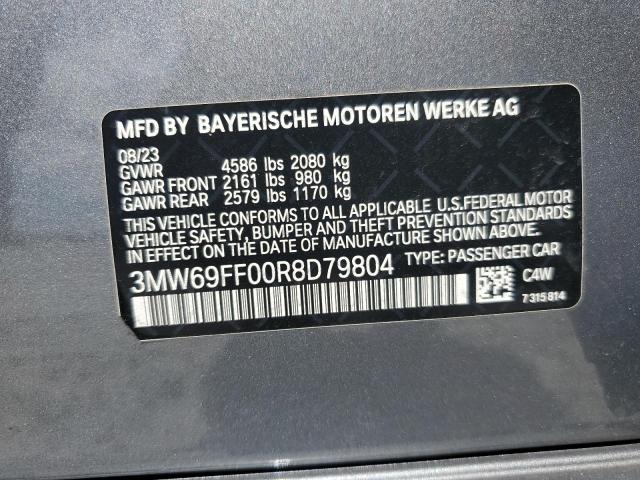 MFD BY BAYERISCHE MOTOREN WERKE AG
08/23
GVWR 4586 lbs 2080 kg
GAWR FRONT 2161 lbs 980 kg
GAWR REAR 2579 lbs 1170 kg
THIS VEHICLE CONFORMS TO ALL APPLICABLE U.S.FEDERAL MOTOR
VEHICLE SAFETY, BUMPER AND THEFT PREVENTION STANDARDS
IN EFFECT ON THE DATE OF MANUFACTURE SHOWN ABOVE.
3MW69FF00R8D79804 TYPE: PASSENGER CAR
C4W
7315814